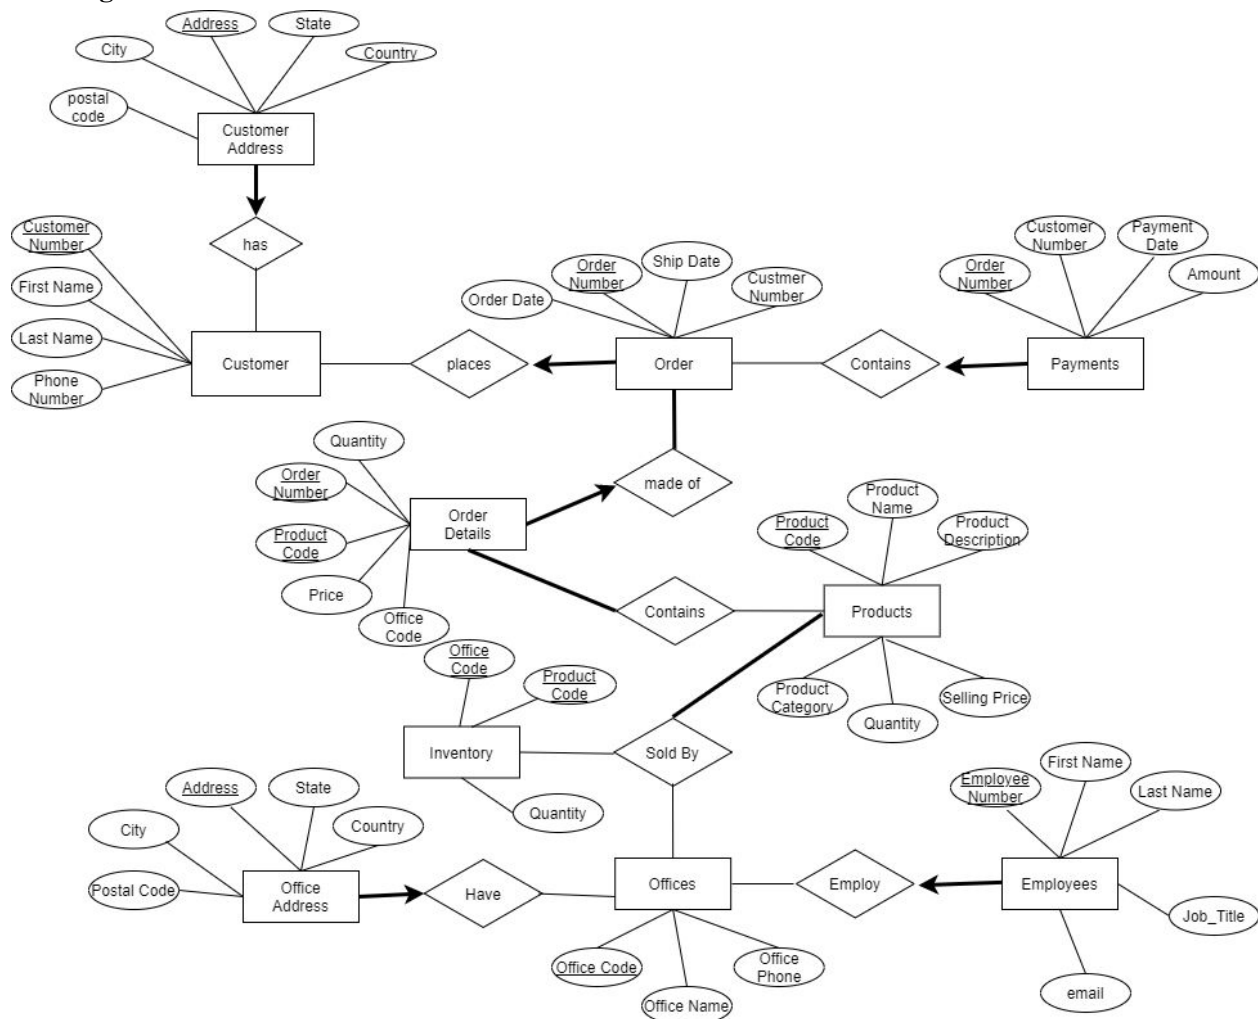 Address
State
City
Country
postal
code
Customer
Address
Customer
Number
has
First Name
Last Name
Phone
Number
Customer
places
Order Date
Order
Number
Ship Date
Custmer
Number
Order
Contains
Order
Number
Customer
Number
Payment
Date
Amount
Payments
Quantity
Order
Number
Product
Code
Price
Office
Code
Order
Details
made of
Contains
Product
Code
Product
Name
Product
Description
Products
Product
Category
Quantity
Selling Price
Office
Code
Product
Code
Inventory
Quantity
Sold By
Address
State
City
Country
Postal Code
Office
Address
Have
Offices
Office Code
Office Name
Office
Phone
Employ
Employee
Number
First Name
Last Name
Employees
Job_Title
email